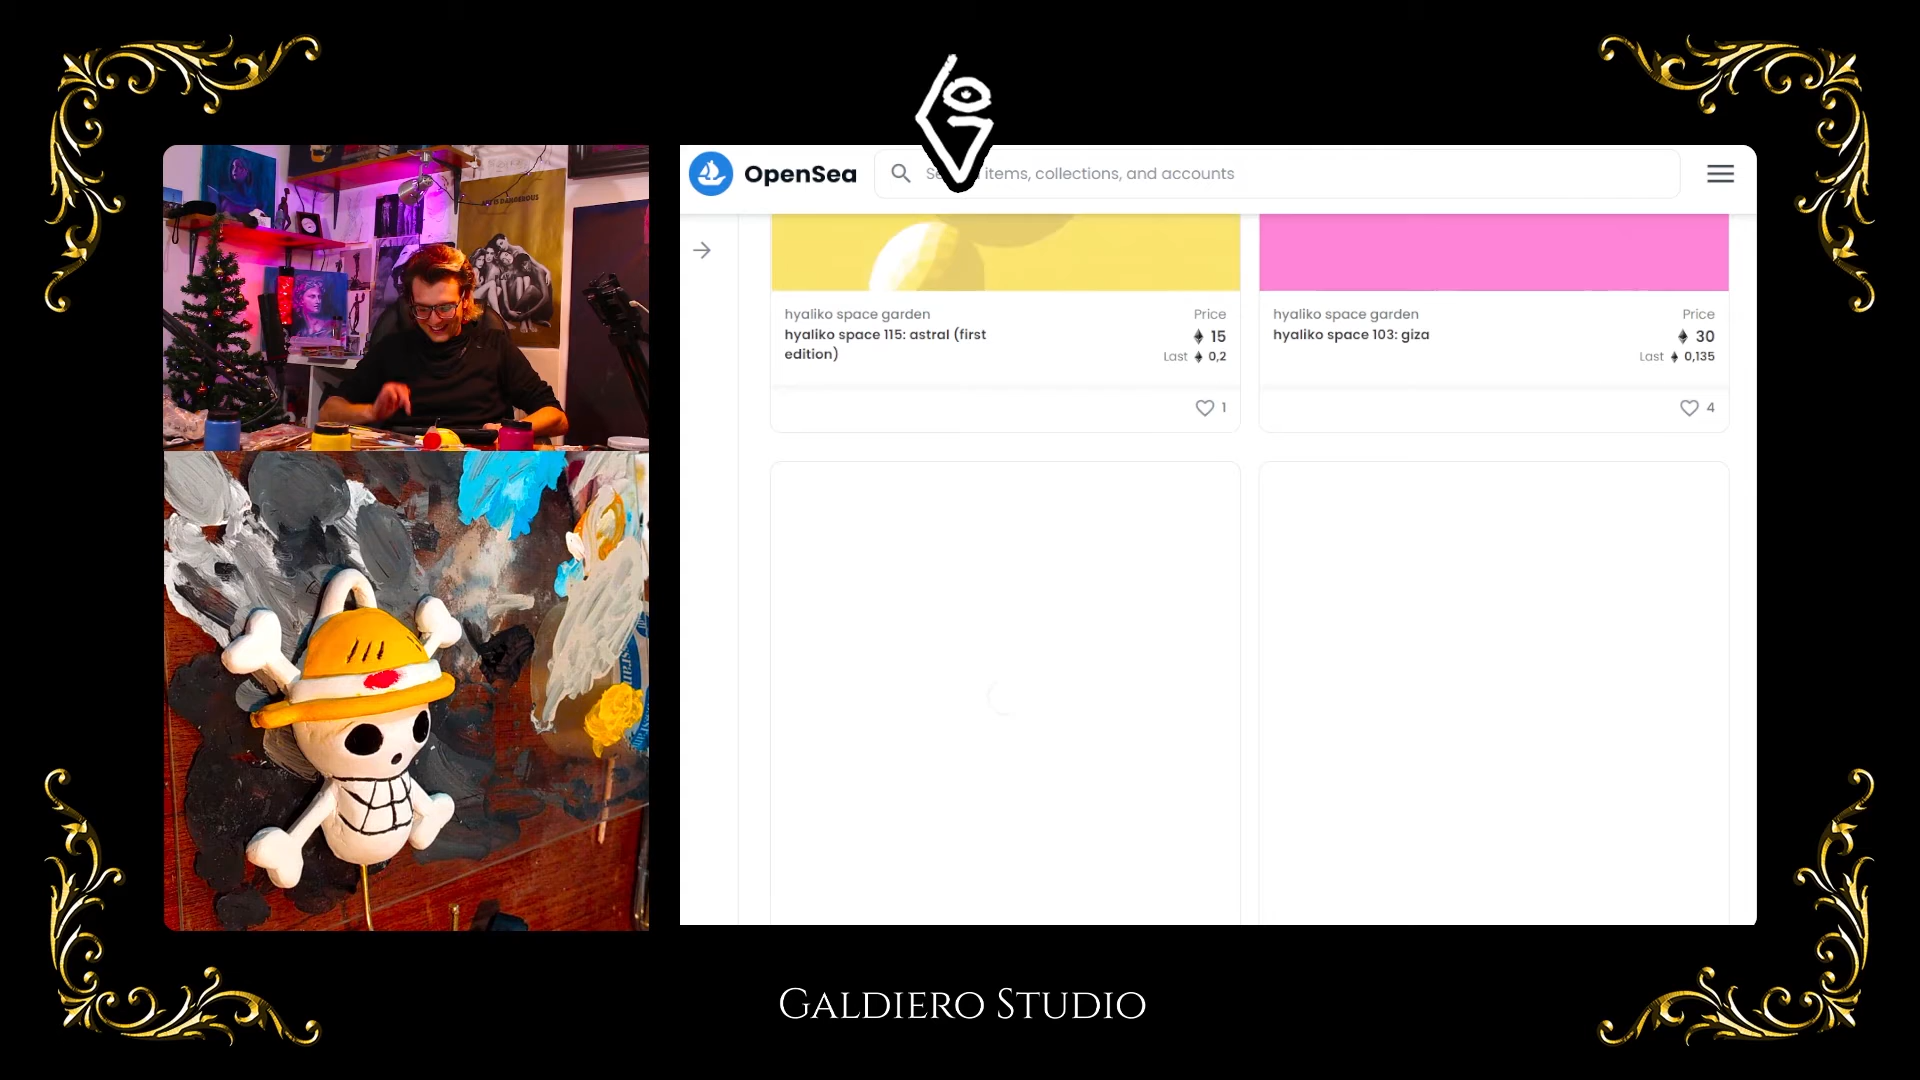 OpenSea
items, collections, and accounts
hyaliko space garden
Price
hyaliko space 115: astral (first
edition)
15
Last 0,2
1
hyaliko space garden
Price
hyaliko space 103: giza
30
Last 0,135
4
GALDIERO STUDIO